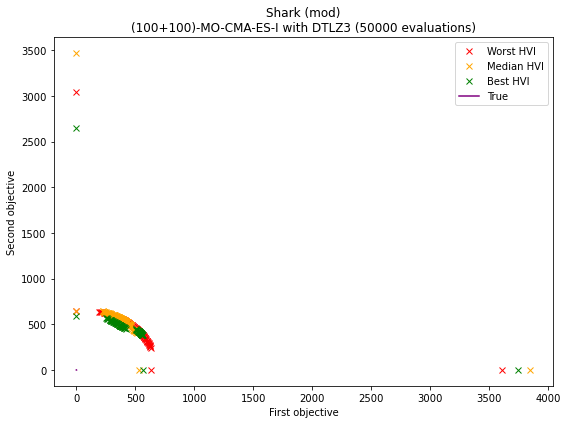 Shark (mod)
(100+100)-MO-CMA-ES-I with DTLZ3 (50000 evaluations)
Worst HVI
Median HVI
Best HVI
True
Second objective
3500
3000
2500
2000
1500
1000
500
0
0
500
1000
1500
2000
2500
3000
3500
4000
First objective